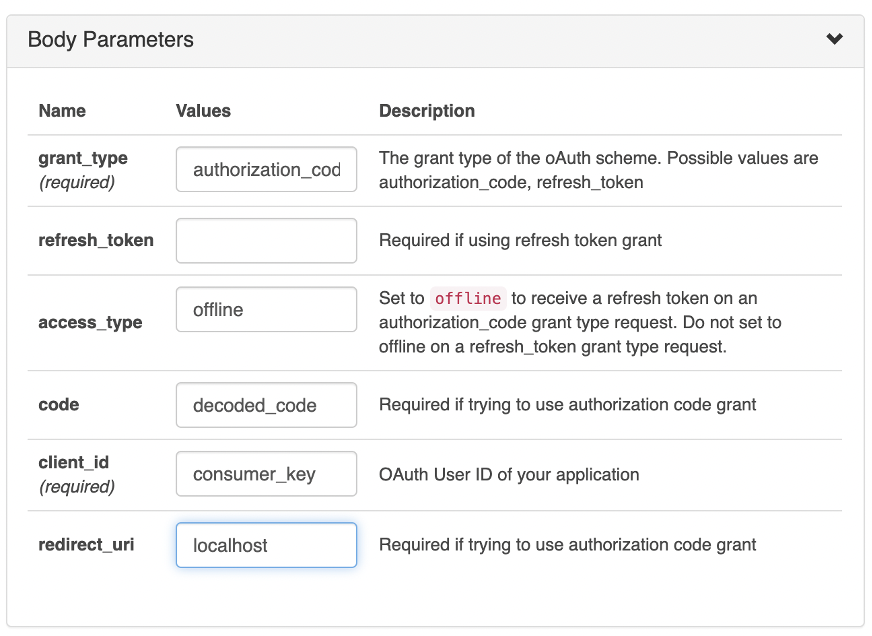 Body Parameters
Name Values Description
grant_type
(required)
authorization_cod
The grant type of the oAuth scheme. Possible values are
authorization_code, refresh_token
refresh_token
Required if using refresh token grant
access_type
offline
Set to offline to receive a refresh token on an
authorization_code grant type request. Do not set to
offline on a refresh_token grant type request.
code
decoded_code
Required if trying to use authorization code grant
client_id
(required)
consumer_key
OAuth User ID of your application
redirect_uri
localhost
Required if trying to use authorization code grant